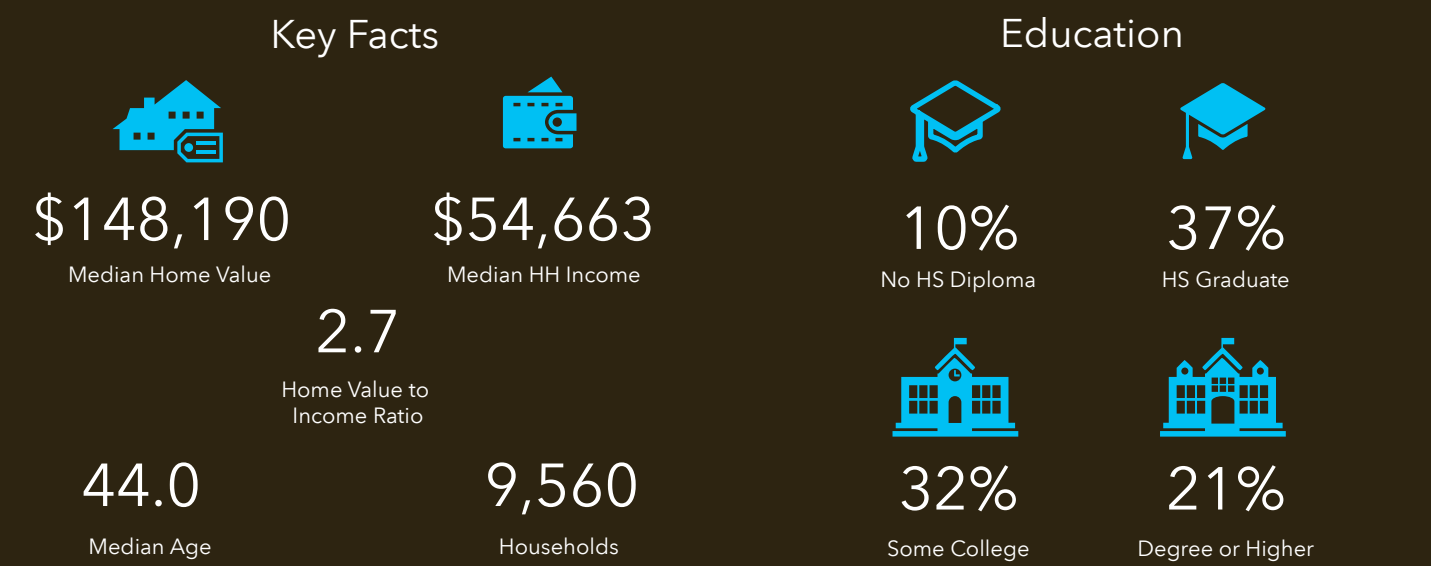 Key Facts
$148,190
Median Home Value
$54,663
Median HH Income
2.7
Home Value to
Income Ratio
44.0
Median Age
9,560
Households
Education
10%
No HS Diploma
37%
HS Graduate
32%
Some College
21%
Degree or Higher